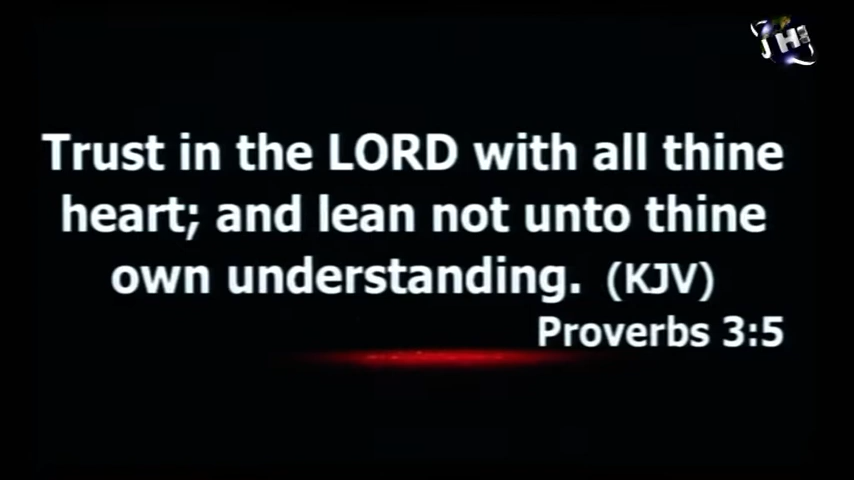 JH
Trust in the LORD with all thine
heart; and lean not unto thine
own understanding. (KJV)
Proverbs 3:5